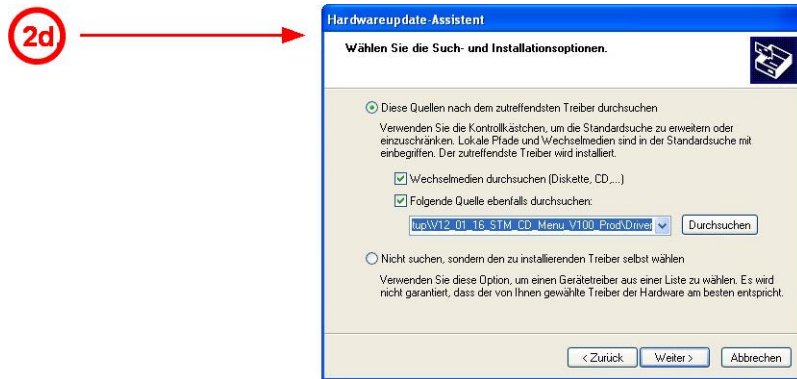 2d.
Hardwareupdate-Assistent
Wählen Sie die Such- und Installationsoptionen.
Diese Quellen nach dem zutreffendsten Treiber durchsuchen
Verwenden Sie die Kontrollkästchen, um die Standardsuche zu erweitern oder
einzuschränken. Lokale Pfade und Wechselmedien sind in der Standardsuche mit
einbegriffen. Der zutreffendste Treiber wird installiert.
Wechselmedien durchsuchen (Diskette, CD,...)
Folgende Quelle ebenfalls durchsuchen:
tup\V12_01_16_STM_CD_Menu_V100_Prod\Driver
Durchsuchen
Nicht suchen, sondern den zu installierenden Treiber selbst wählen
Verwenden Sie diese Option, um einen Gerätetreiber aus einer Liste zu wählen. Es wird
nicht garantiert, dass der von Ihnen gewählte Treiber der Hardware am besten entspricht.
< Zurück Weiter > Abbrechen